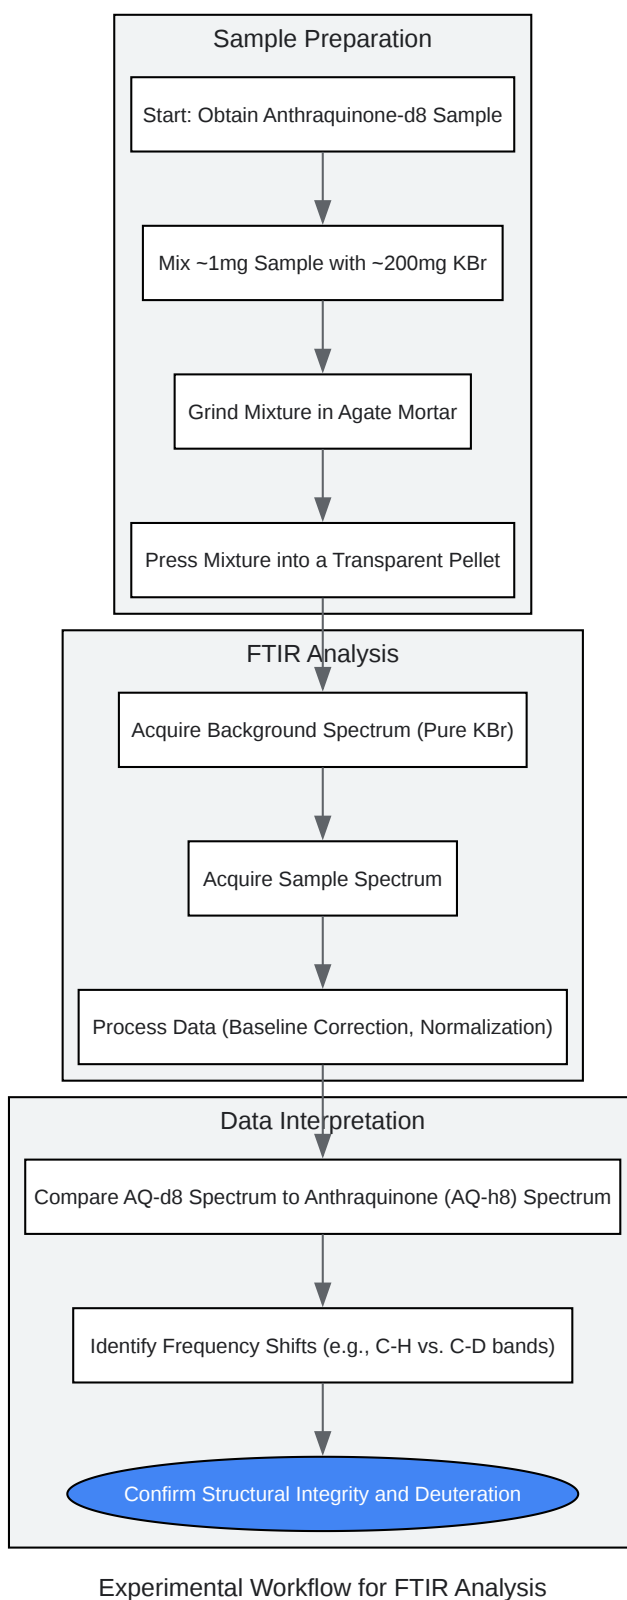 Sample Preparation
Start: Obtain Anthraquinone-d8 Sample
Mix ~1mg Sample with ~200mg KBr
Grind Mixture in Agate Mortar
Press Mixture into a Transparent Pellet
FTIR Analysis
Acquire Background Spectrum (Pure KBr)
Acquire Sample Spectrum
Process Data (Baseline Correction, Normalization)
Data Interpretation
Compare AQ-d8 Spectrum to Anthraquinone (AQ-h8) Spectrum
Identify Frequency Shifts (e.g., C-H vs. C-D bands)
Confirm Structural Integrity and Deuteration
Experimental Workflow for FTIR Analysis